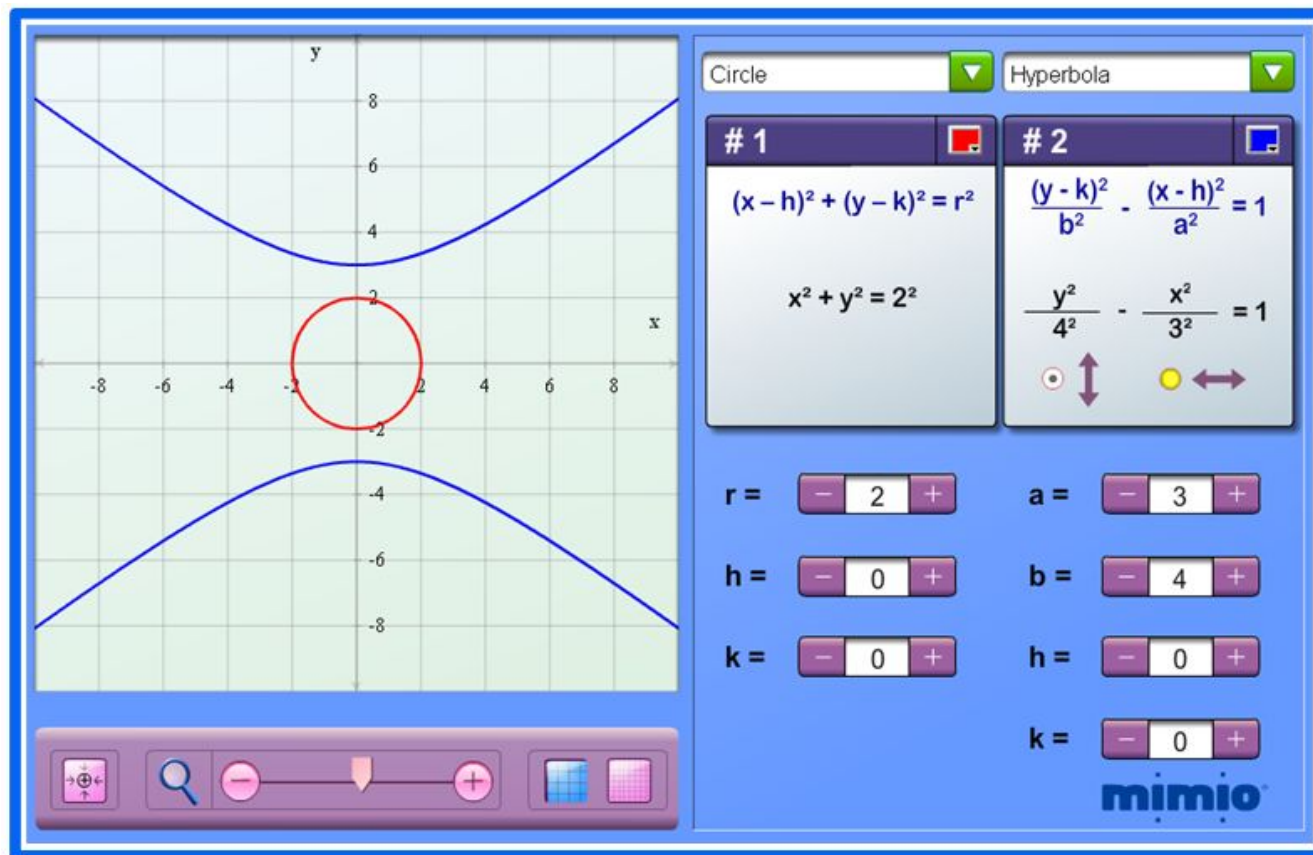 y
8
6
4
2
x
-8 -6 -4 -2 2 4 6 8
-2
-4
-6
-8
Circle
Hyperbola
# 1
(x – h)² + (y – k)² = r²
x² + y² = 2²
# 2
(y - k)²/b² - (x - h)²/a² = 1
y²/4² - x²/3² = 1
r = − 2 +
h = − 0 +
k = − 0 +
a = − 3 +
b = − 4 +
h = − 0 +
k = − 0 +
mimio